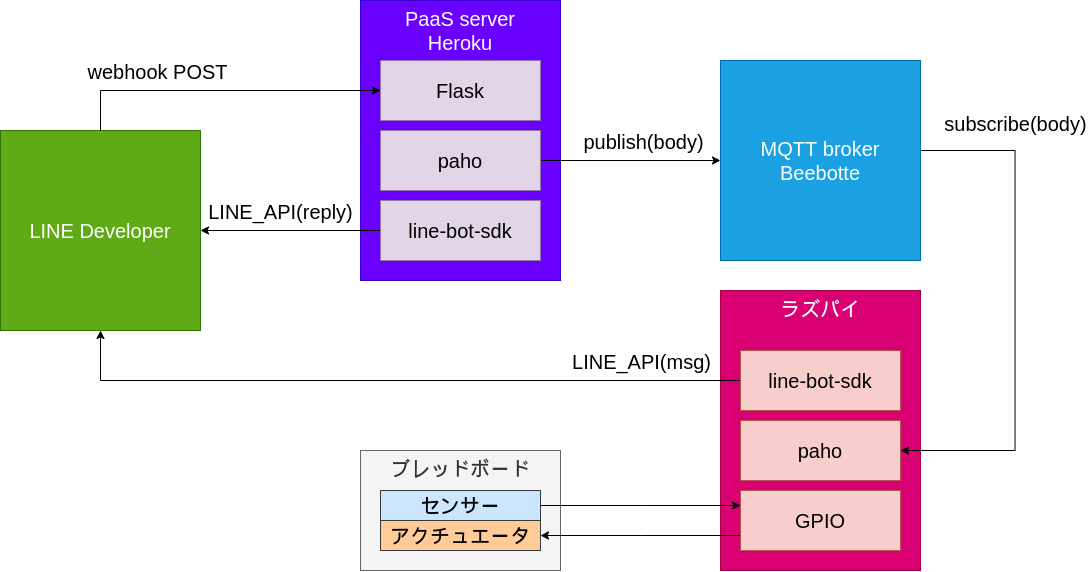 PaaS server
Heroku
webhook POST
Flask
paho
line-bot-sdk
publish(body)
MQTT broker
Beebotte
subscribe(body)
LINE Developer
LINE_API(reply)
ラズパイ
line-bot-sdk
paho
GPIO
LINE_API(msg)
ブレッドボード
センサー
アクチュエータ